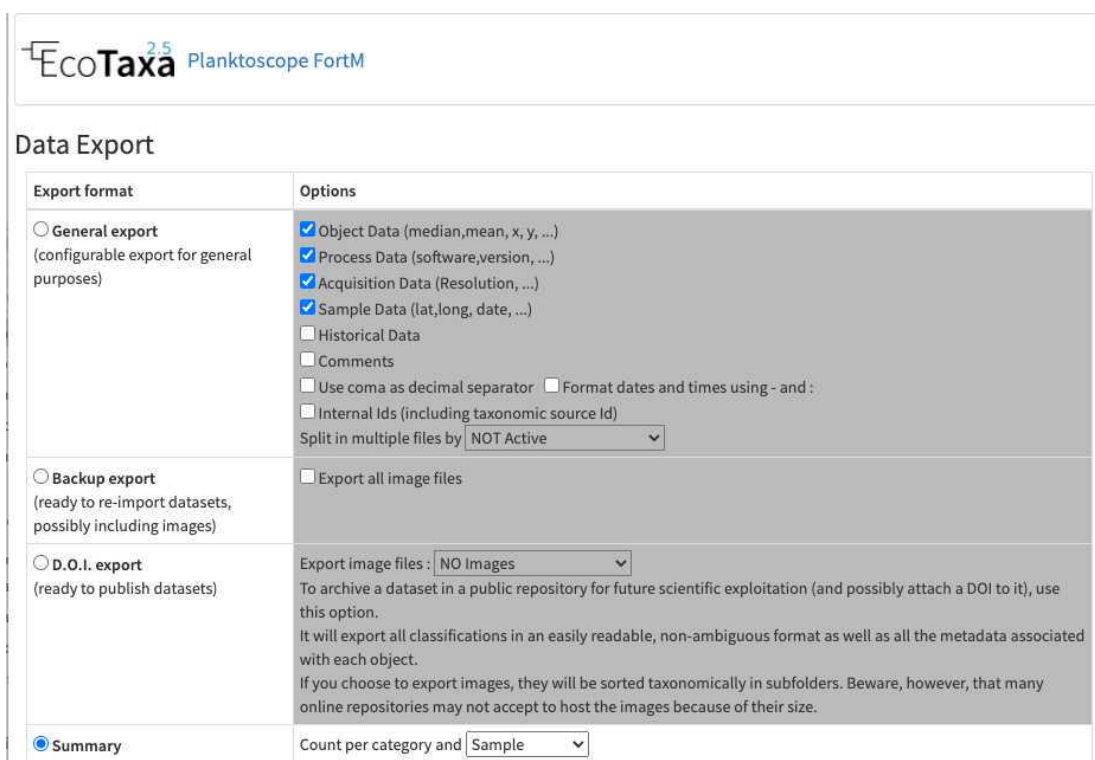 EcoTaxa 2.5 Planktoscope FortM
Data Export
Export format Options
General export
(configurable export for general
purposes)
Object Data (median,mean, x, y, ...)
Process Data (software,version, ...)
Acquisition Data (Resolution, ...)
Sample Data (lat,long, date, ...)
Historical Data
Comments
Use coma as decimal separator Format dates and times using - and :
Internal Ids (including taxonomic source Id)
Split in multiple files by NOT Active
Backup export
(ready to re-import datasets,
possibly including images)
Export all image files
D.O.I. export
(ready to publish datasets)
Export image files : NO Images
To archive a dataset in a public repository for future scientific exploitation (and possibly attach a DOI to it), use
this option.
It will export all classifications in an easily readable, non-ambiguous format as well as all the metadata associated
with each object.
If you choose to export images, they will be sorted taxonomically in subfolders. Beware, however, that many
online repositories may not accept to host the images because of their size.
Summary
Count per category and Sample